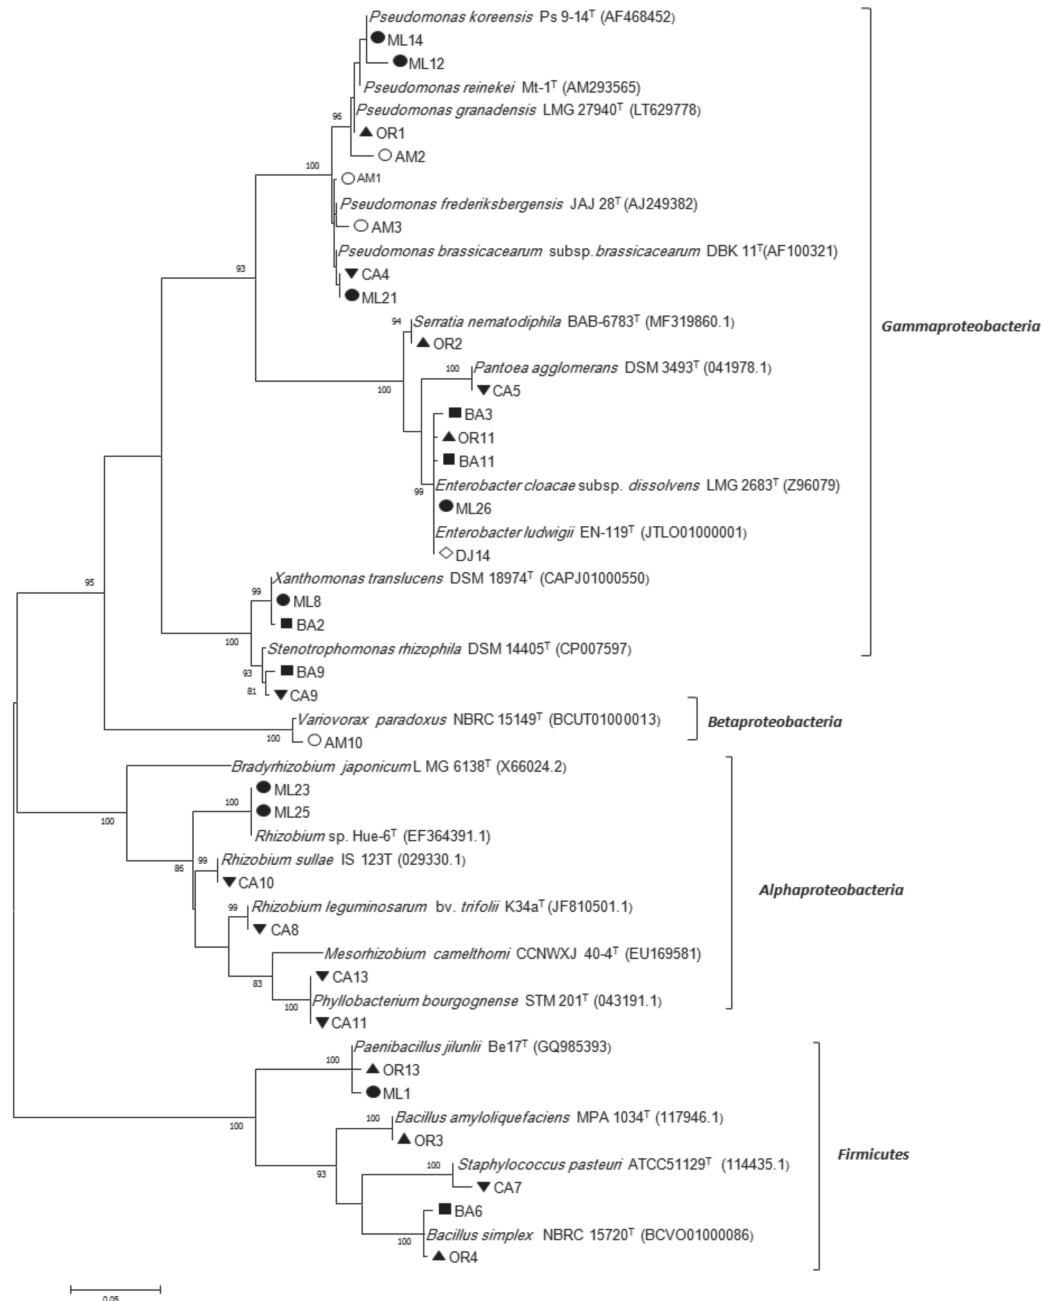 Pseudomonas koreensis Ps 9-14T (AF468452)
ML14
ML12
Pseudomonas reinekei Mt-1T (AM293565)
Pseudomonas granadensis LMG 27940T (LT629778)
96
OR1
AM2
100
AM1
Pseudomonas frederiksbergensis JAJ 28T (AJ249382)
AM3
Pseudomonas brassicacearum subsp. brassicacearum DBK 11T(AF100321)
93
CA4
ML21
Serratia nematodiphila BAB-6783T (MF319860.1)
94
Gammaproteobacteria
OR2
Pantoea agglomerans DSM 3493T (041978.1)
100
100
CA5
BA3
OR11
BA11
Enterobacter cloacae subsp. dissolvens LMG 2683T (Z96079)
99
ML26
Enterobacter ludwigii EN-119T (JTLO01000001)
DJ14
Xanthomonas translucens DSM 18974T (CAPJ01000550)
95
99
ML8
BA2
100
Stenotrophomonas rhizophila DSM 14405T (CP007597)
93
BA9
81
CA9
Variovorax paradoxus NBRC 15149T (BCUT01000013)
Betaproteobacteria
100
AM10
Bradyrhizobium japonicumL MG 6138T (X66024.2)
ML23
100
ML25
100
Rhizobium sp. Hue-6T (EF364391.1)
Rhizobium sullae IS 123T (029330.1)
99
86
CA10
Alphaproteobacteria
Rhizobium leguminosarum bv. trifolii K34aT (JF810501.1)
99
CA8
Mesorhizobium camelthorni CCNWXJ 40-4T (EU169581)
CA13
83
Phyllobacterium bourgognense STM 201T (043191.1)
100
CA11
Paenibacillus jilunlii Be17T (GQ985393)
100
OR13
ML1
Bacillus amyloliquefaciens MPA 1034T (117946.1)
100
100
OR3
Firmicutes
Staphylococcus pasteuri ATCC51129T (114435.1)
100
93
CA7
BA6
Bacillus simplex NBRC 15720T (BCVO01000086)
100
OR4
0.05